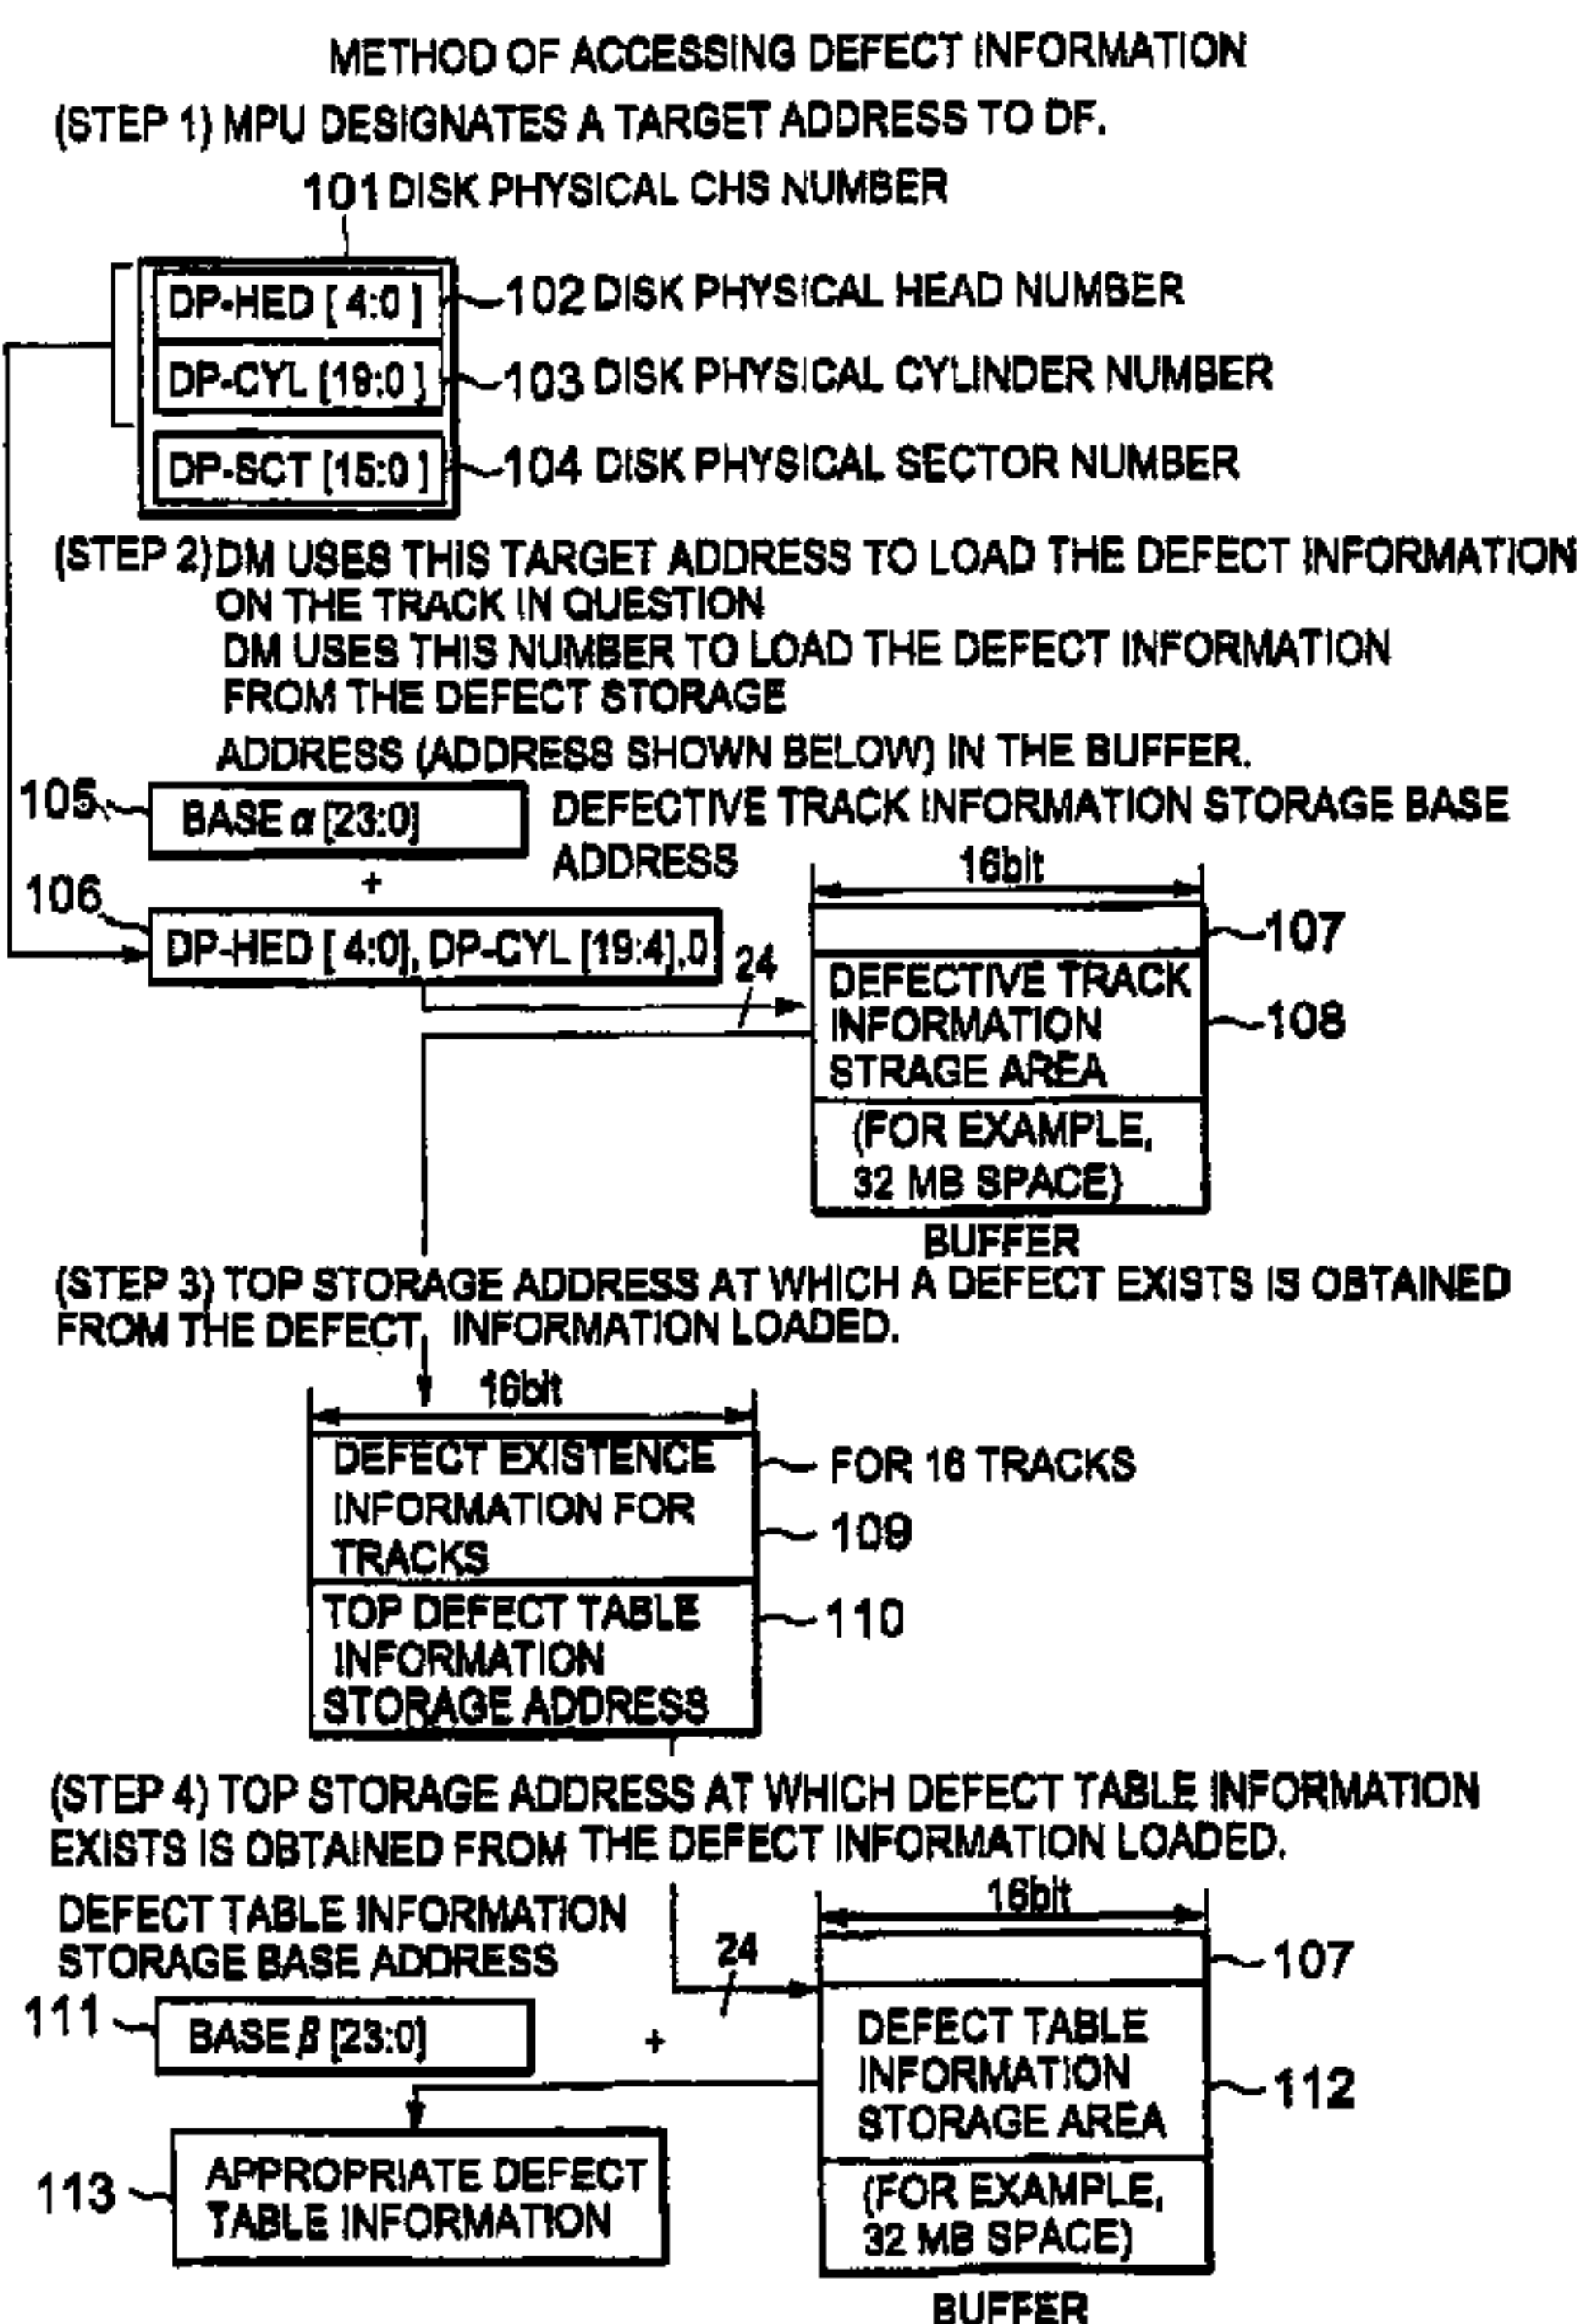 METHOD OF ACCESSING DEFECT INFORMATION
(STEP 1) MPU DESIGNATES A TARGET ADDRESS TO DF.
101 DISK PHYSICAL CHS NUMBER
DP-HED [ 4:0 ] 102 DISK PHYSICAL HEAD NUMBER
DP-CYL [19:0 ] 103 DISK PHYSICAL CYLINDER NUMBER
DP-SCT [15:0 ] 104 DISK PHYSICAL SECTOR NUMBER
(STEP 2) DM USES THIS TARGET ADDRESS TO LOAD THE DEFECT INFORMATION
ON THE TRACK IN QUESTION
DM USES THIS NUMBER TO LOAD THE DEFECT INFORMATION
FROM THE DEFECT STORAGE
ADDRESS (ADDRESS SHOWN BELOW) IN THE BUFFER.
105 BASE α [23:0] DEFECTIVE TRACK INFORMATION STORAGE BASE
ADDRESS
+
16bit
106
DP-HED [ 4:0], DP-CYL [19:4],0
24
107
DEFECTIVE TRACK
INFORMATION
STRAGE AREA
108
(FOR EXAMPLE,
32 MB SPACE)
BUFFER
(STEP 3) TOP STORAGE ADDRESS AT WHICH A DEFECT EXISTS IS OBTAINED
FROM THE DEFECT INFORMATION LOADED.
16bit
DEFECT EXISTENCE
INFORMATION FOR
TRACKS
FOR 16 TRACKS
109
TOP DEFECT TABLE
INFORMATION
STORAGE ADDRESS
110
(STEP 4) TOP STORAGE ADDRESS AT WHICH DEFECT TABLE INFORMATION
EXISTS IS OBTAINED FROM THE DEFECT INFORMATION LOADED.
DEFECT TABLE INFORMATION
STORAGE BASE ADDRESS
16bit
24
107
111 BASE β [23:0]
+
DEFECT TABLE
INFORMATION
STORAGE AREA
112
113
APPROPRIATE DEFECT
TABLE INFORMATION
(FOR EXAMPLE,
32 MB SPACE)
BUFFER